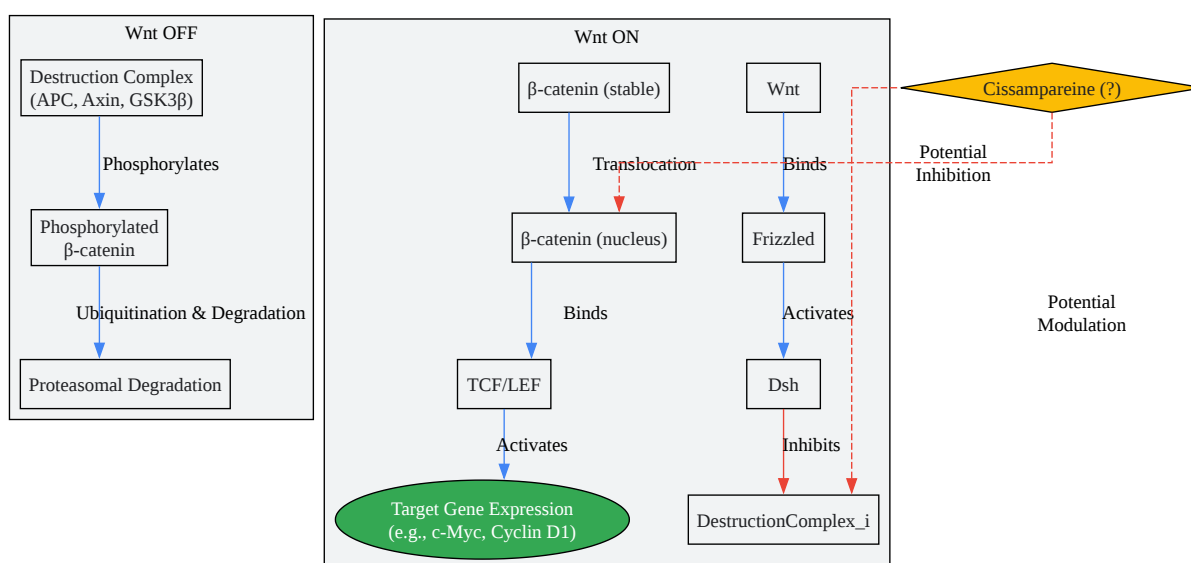 Wnt OFF
Destruction Complex
(APC, Axin, GSK3β)
Phosphorylates
Phosphorylated
β-catenin
Ubiquitination & Degradation
Proteasomal Degradation
Wnt ON
β-catenin (stable)
Translocation
β-catenin (nucleus)
Binds
TCF/LEF
Activates
Target Gene Expression
(e.g., c-Myc, Cyclin D1)
Wnt
Binds
Frizzled
Activates
Dsh
Inhibits
DestructionComplex_i
Cissampareine (?)
Potential
Inhibition
Potential
Modulation